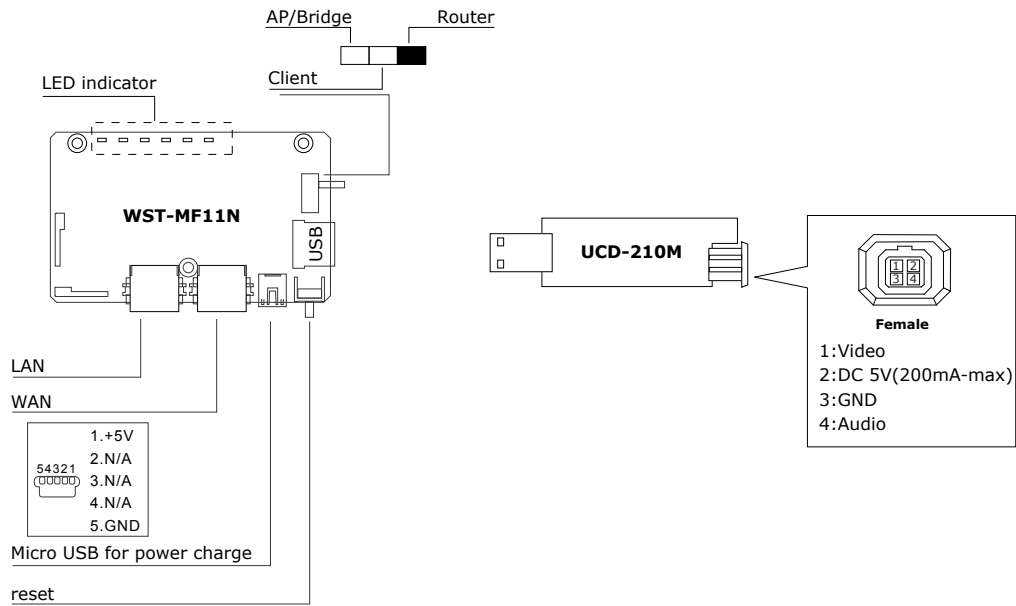 AP/Bridge
Router
Client
LED indicator
WST-MF11N
USB
LAN
WAN
54321
1.+5V
2.N/A
3.N/A
4.N/A
5.GND
Micro USB for power charge
reset
UCD-210M
1 2
3 4
Female
1:Video
2:DC 5V(200mA-max)
3:GND
4:Audio